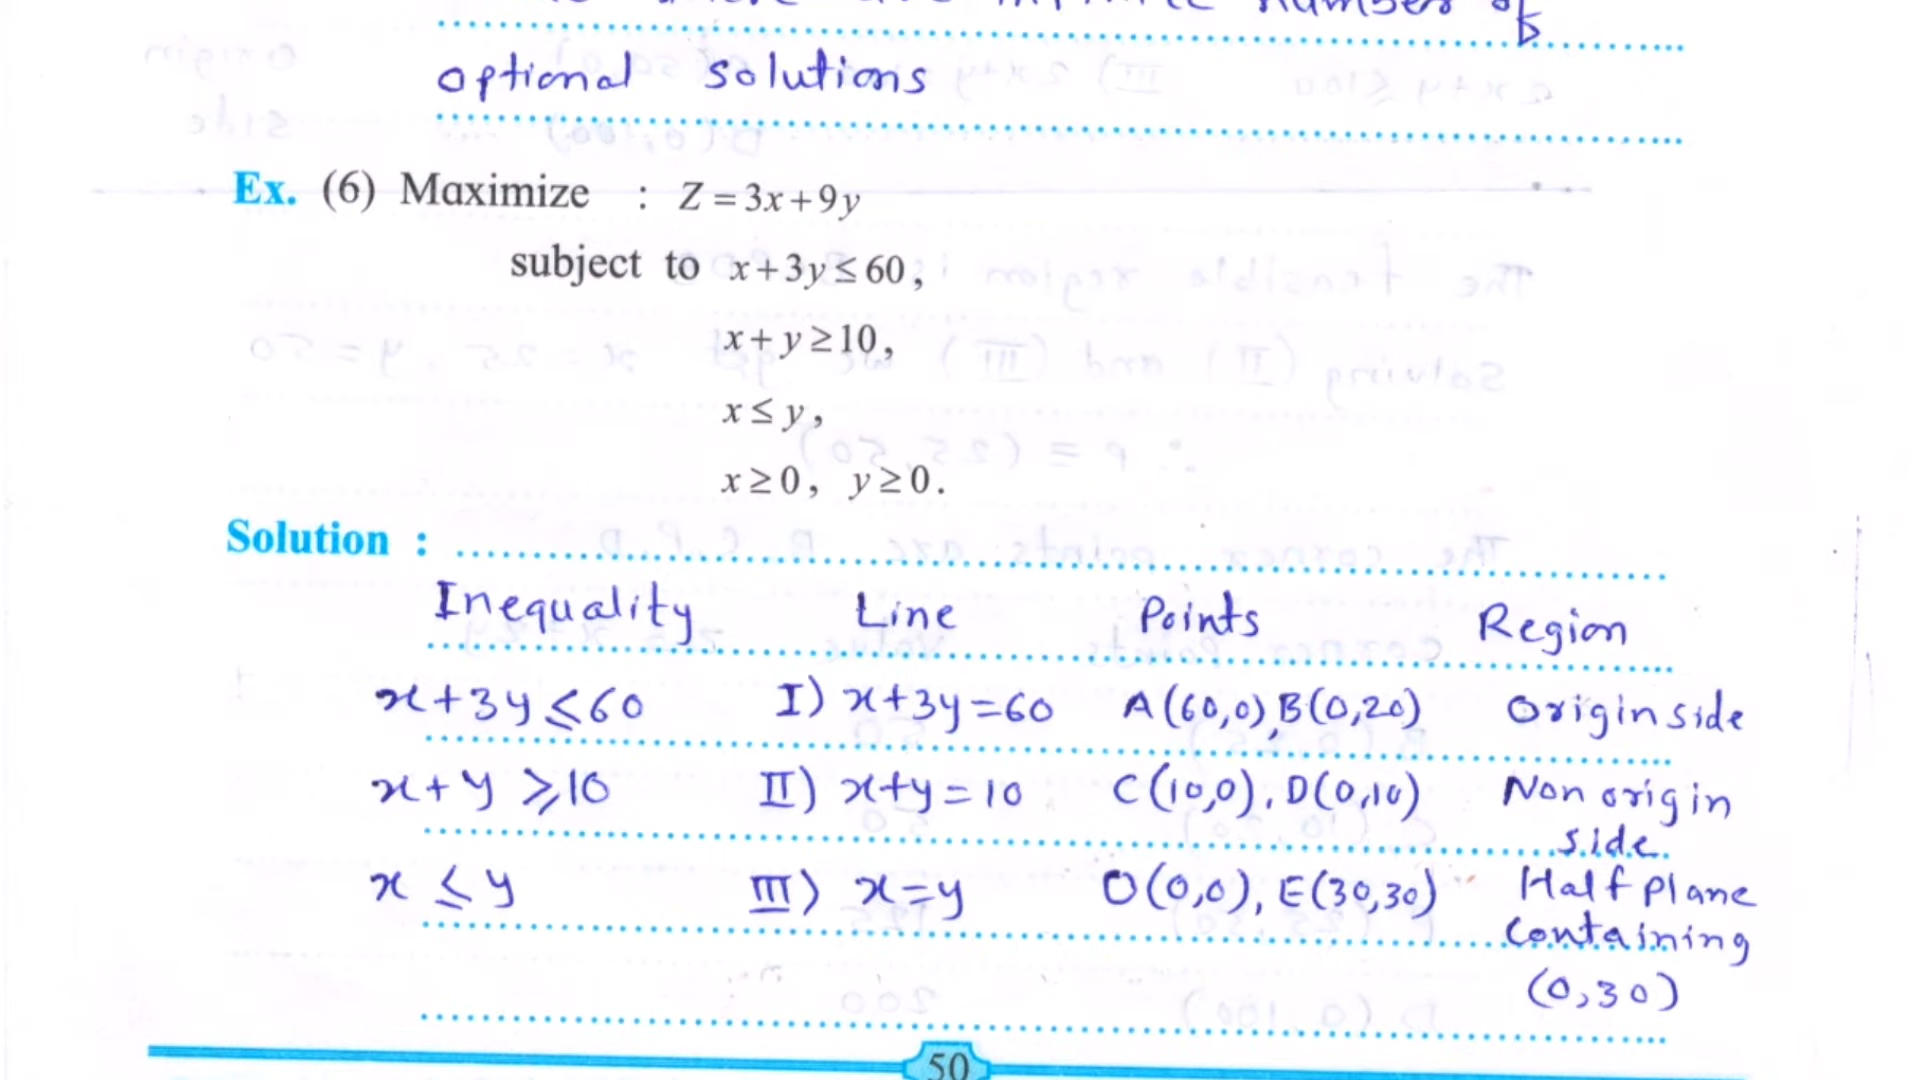 optional solutions
Ex. (6) Maximize : Z = 3x + 9y
subject to x + 3y ≤ 60,
x + y ≥ 10,
x ≤ y,
x ≥ 0, y ≥ 0.
Solution :
Inequality Line Points Region
x+3y ≤ 60 I) x+3y=60 A(60,0), B(0,20) Origin side
x+y ≥ 10 II) x+y=10 C(10,0), D(0,10) Non origin side
x ≤ y III) x=y O(0,0), E(30,30) Half plane containing (0,30)
50